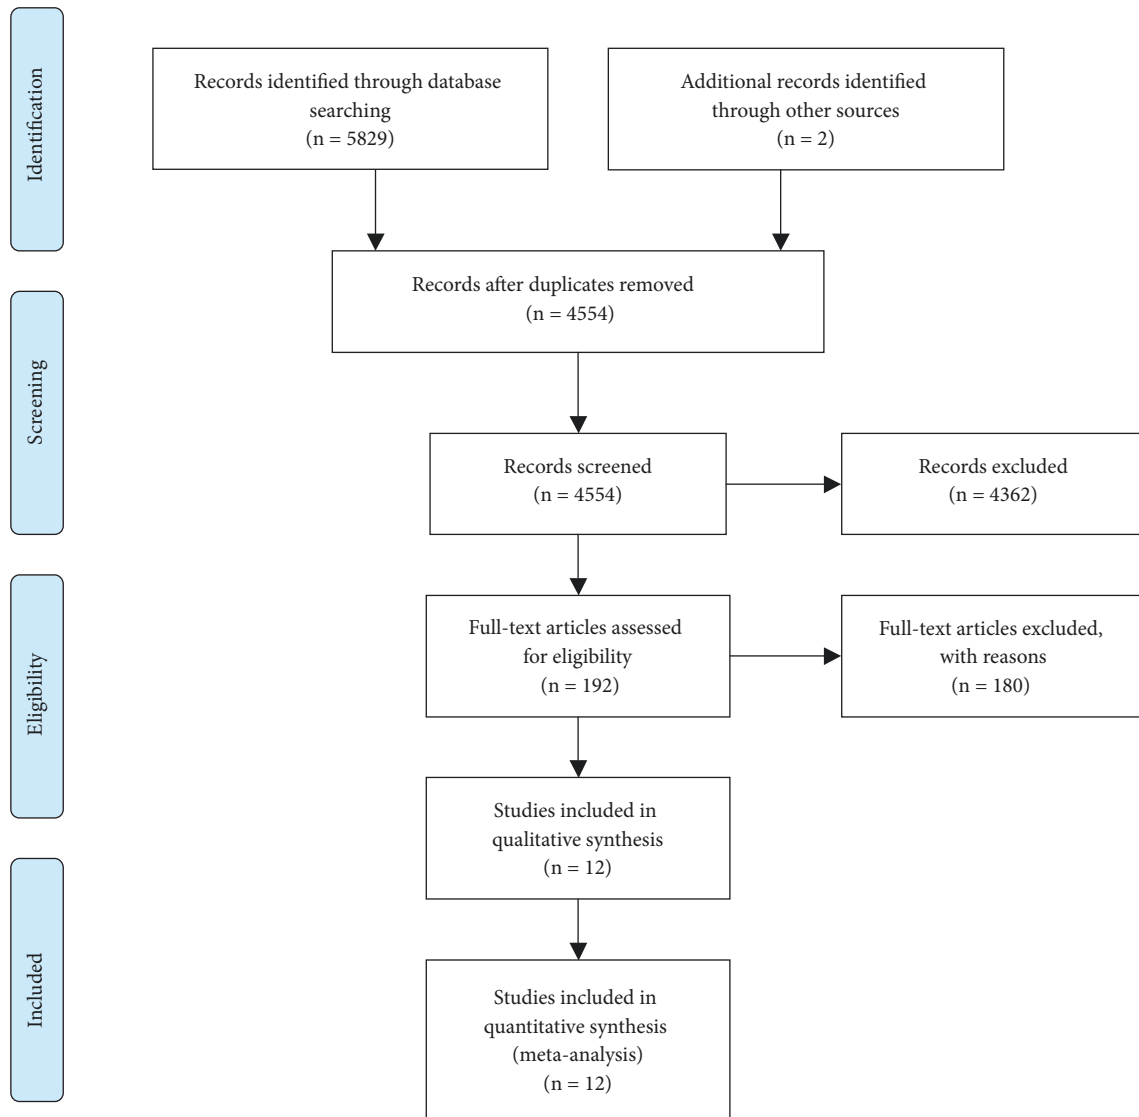 Identification
Records identified through database
searching
(n = 5829)
Additional records identified
through other sources
(n = 2)
Records after duplicates removed
(n = 4554)
Screening
Records screened
(n = 4554)
Records excluded
(n = 4362)
Eligibility
Full-text articles assessed
for eligibility
(n = 192)
Full-text articles excluded,
with reasons
(n = 180)
Studies included in
qualitative synthesis
(n = 12)
Included
Studies included in
quantitative synthesis
(meta-analysis)
(n = 12)